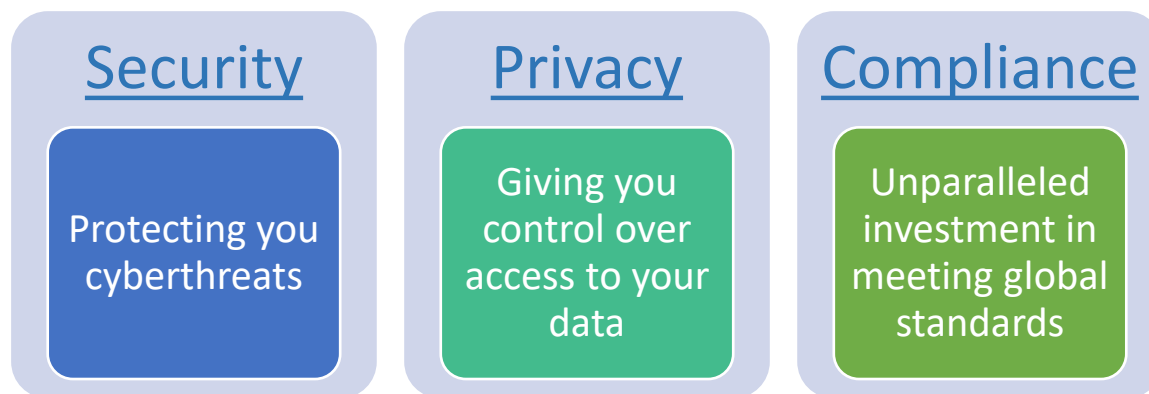 Security
Protecting you
cyberthreats
Privacy
Giving you
control over
access to your
data
Compliance
Unparalleled
investment in
meeting global
standards